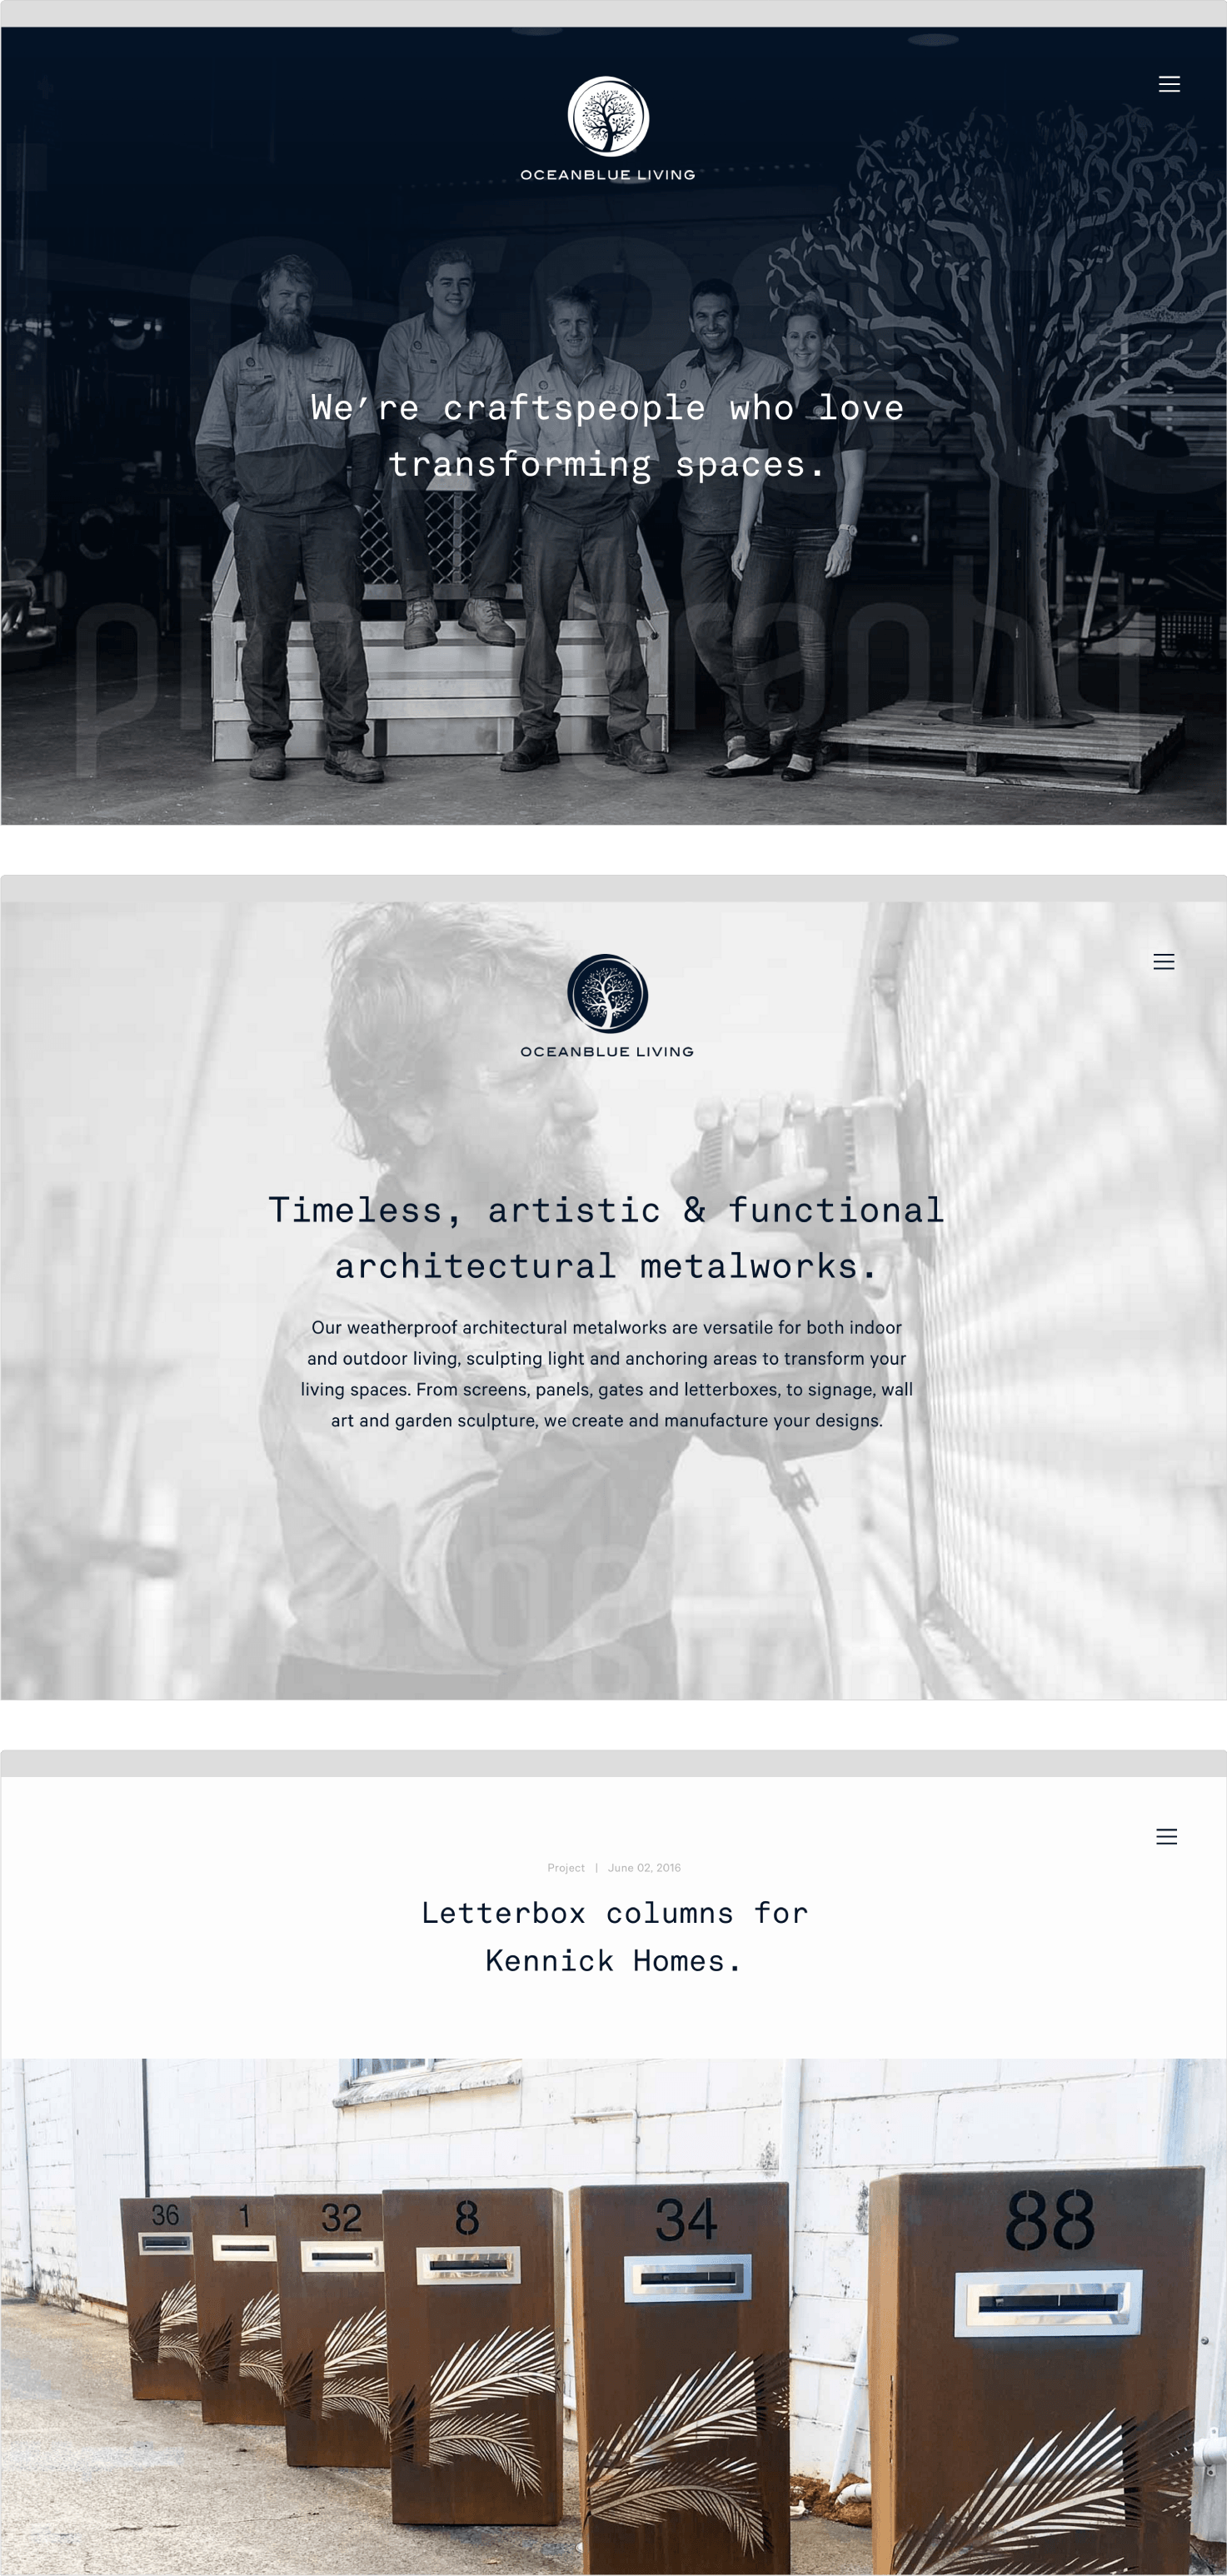 OCEANBLUE LIVING
We're craftspeople who love
transforming spaces.
OCEANBLUE LIVING
Timeless, artistic & functional
architectural metalworks.
Our weatherproof architectural metalworks are versatile for both indoor
and outdoor living, sculpting light and anchoring areas to transform your
living spaces. From screens, panels, gates and letterboxes, to signage, wall
art and garden sculpture, we create and manufacture your designs.
Project | June 02, 2016
Letterbox columns for
Kennick Homes.
36 1 32 8 34 88